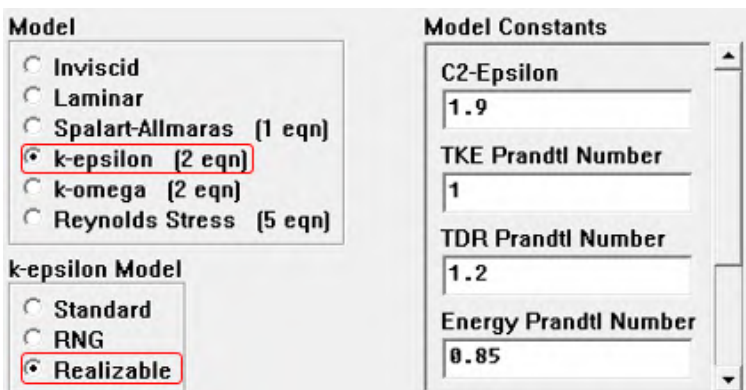 Model
Inviscid
Laminar
Spalart-Allmaras (1 eqn)
k-epsilon (2 eqn)
k-omega (2 eqn)
Reynolds Stress (5 eqn)
k-epsilon Model
Standard
RNG
Realizable
Model Constants
C2-Epsilon
1.9
TKE Prandtl Number
1
TDR Prandtl Number
1.2
Energy Prandtl Number
0.85